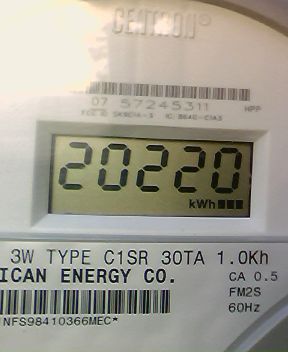 CENTRON®
07 57245311 HPP
20220
kWh
3W TYPE C1SR 30TA 1.0Kh
ICAN ENERGY CO. CA 0.5
FM2S
NFS98410366MEC* 60Hz